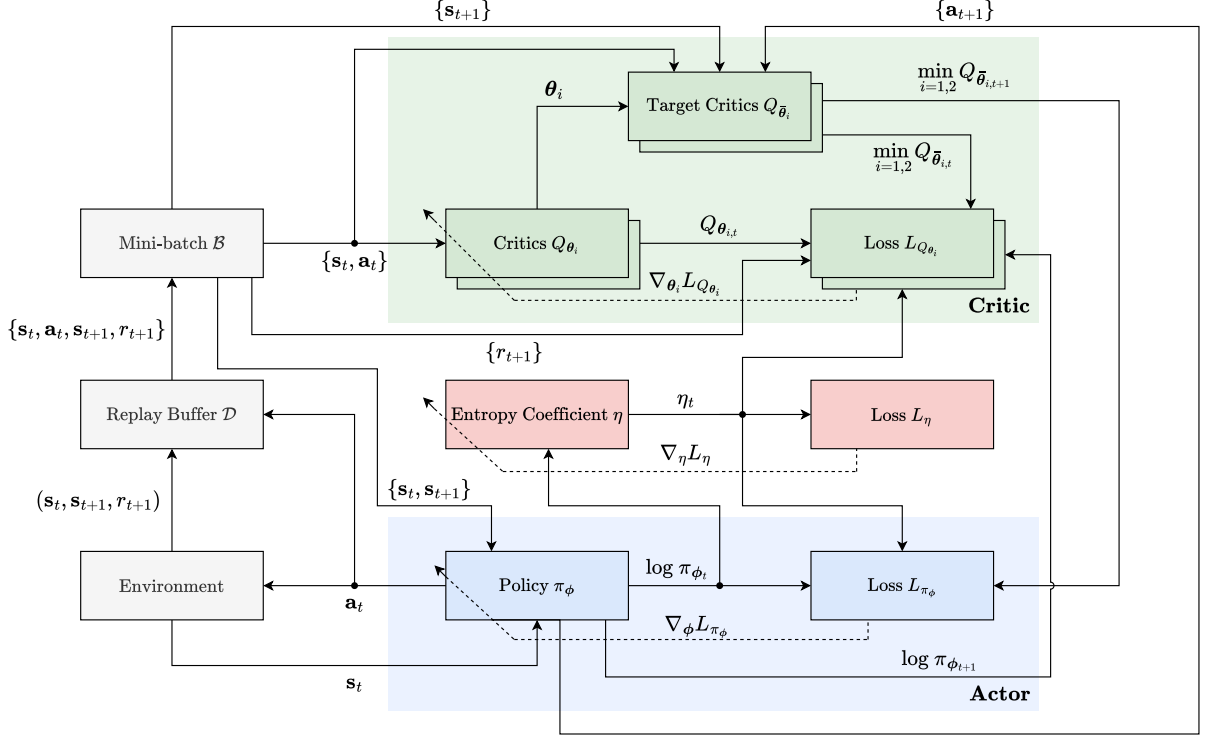 {s_{t+1}}
{a_{t+1}}
θ_i
Target Critics Q_{θ̄_i}
min_{i=1,2} Q_{θ̄_{i,t+1}}
min_{i=1,2} Q_{θ̄_{i,t}}
Mini-batch ℬ
{s_t, a_t}
Critics Q_{θ_i}
Q_{θ_{i,t}}
Loss L_{Q_{θ_i}}
∇_{θ_i} L_{Q_{θ_i}}
Critic
{s_t, a_t, s_{t+1}, r_{t+1}}
{r_{t+1}}
Replay Buffer 𝒟
Entropy Coefficient η
η_t
Loss L_η
∇_η L_η
(s_t, s_{t+1}, r_{t+1})
{s_t, s_{t+1}}
Environment
a_t
Policy π_ϕ
log π_{ϕ_t}
Loss L_{π_ϕ}
∇_ϕ L_{π_ϕ}
s_t
log π_{ϕ_{t+1}}
Actor